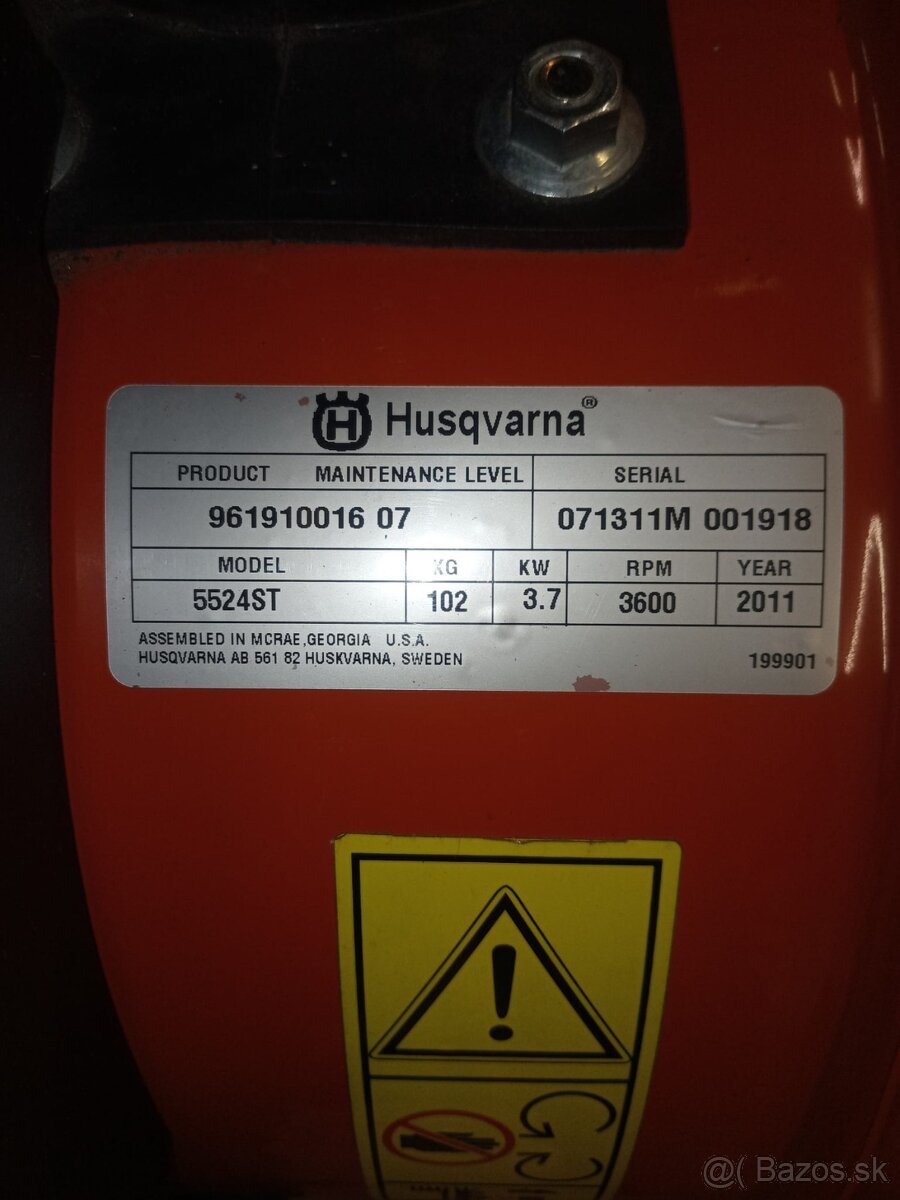 Husqvarna®
PRODUCT MAINTENANCE LEVEL SERIAL
961910016 07 071311M 001918
MODEL KG KW RPM YEAR
5524ST 102 3.7 3600 2011
ASSEMBLED IN MCRAE,GEORGIA U.S.A.
HUSQVARNA AB 561 82 HUSKVARNA, SWEDEN 199901
@( Bazos.sk